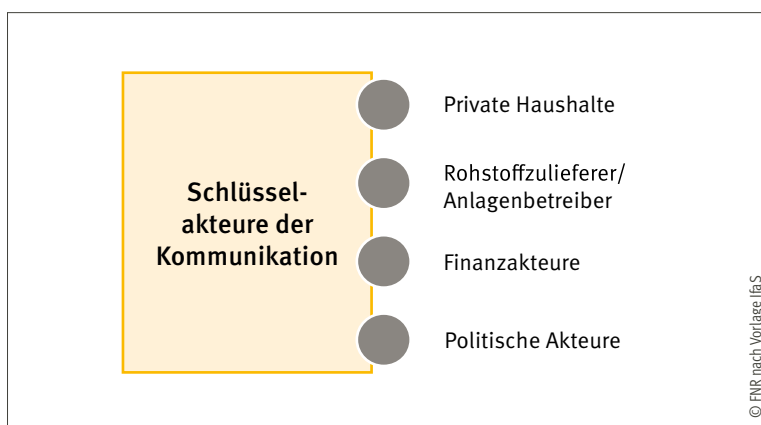 Schlüssel-
akteure der
Kommunikation
Private Haushalte
Rohstoffzulieferer/
Anlagenbetreiber
Finanzakteure
Politische Akteure
© FNR nach Vorlage IfaS